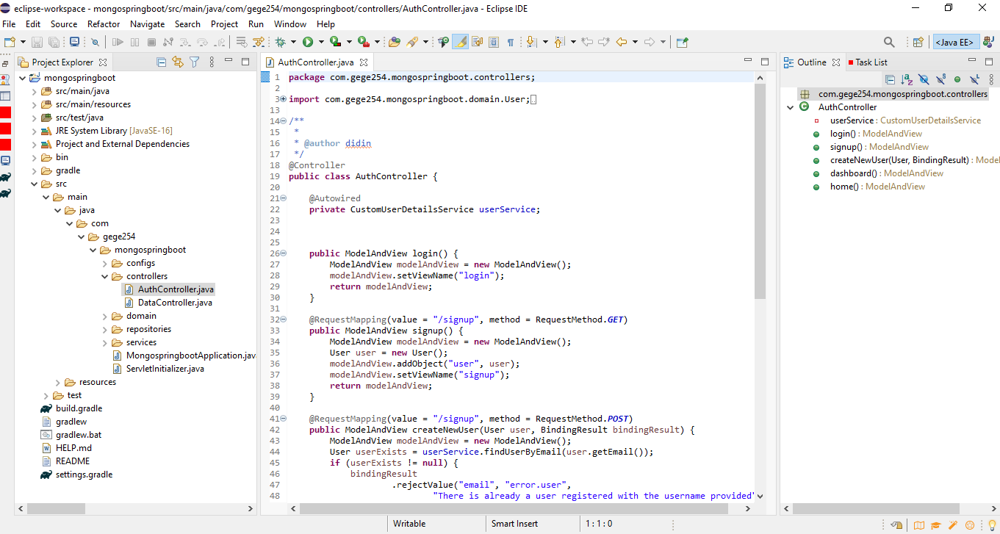 eclipse-workspace - mongospringboot/src/main/java/com/gege254/mongospringboot/controllers/AuthController.java - Eclipse IDE
File Edit Source Refactor Navigate Search Project Run Window Help
<Java EE>
Project Explorer
mongospringboot
src/main/java
src/main/resources
src/test/java
JRE System Library [JavaSE-16]
Project and External Dependencies
bin
gradle
src
main
java
com
gege254
mongospringboot
configs
controllers
AuthController.java
DataController.java
domain
repositories
services
MongospringbootApplication.jav
ServletInitializer.java
resources
test
build.gradle
gradlew
gradlew.bat
HELP.md
README
settings.gradle
AuthController.java
1 package com.gege254.mongospringboot.controllers;
2
3 import com.gege254.mongospringboot.domain.User;
13
14 /**
15 *
16 * @author didin
17 */
18 @Controller
19 public class AuthController {
20
21 @Autowired
22 private CustomUserDetailsService userService;
23
24
25
26 public ModelAndView login() {
27 ModelAndView modelAndView = new ModelAndView();
28 modelAndView.setViewName("login");
29 return modelAndView;
30 }
31
32 @RequestMapping(value = "/signup", method = RequestMethod.GET)
33 public ModelAndView signup() {
34 ModelAndView modelAndView = new ModelAndView();
35 User user = new User();
36 modelAndView.addObject("user", user);
37 modelAndView.setViewName("signup");
38 return modelAndView;
39 }
40
41 @RequestMapping(value = "/signup", method = RequestMethod.POST)
42 public ModelAndView createNewUser(User user, BindingResult bindingResult) {
43 ModelAndView modelAndView = new ModelAndView();
44 User userExists = userService.findUserByEmail(user.getEmail());
45 if (userExists != null) {
46 bindingResult
47 .rejectValue("email", "error.user",
48 "There is already a user registered with the username provided"
Outline Task List
com.gege254.mongospringboot.controllers
AuthController
userService : CustomUserDetailsService
login() : ModelAndView
signup() : ModelAndView
createNewUser(User, BindingResult) : Model
dashboard() : ModelAndView
home() : ModelAndView
Writable Smart Insert 1 : 1 : 0